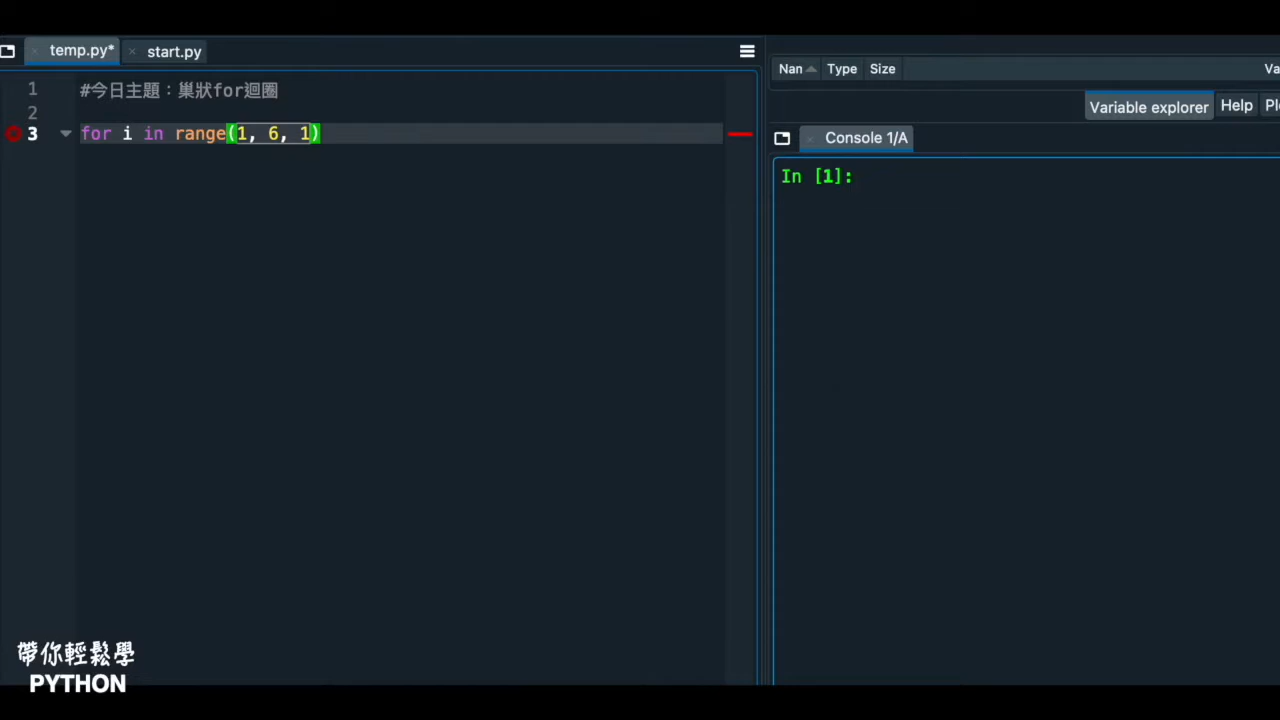 temp.py*
start.py
1 #今日主題：巢狀for迴圈
2
3 for i in range(1, 6, 1)
Nan Type Size Va
Variable explorer Help Pl
Console 1/A
In [1]:
帶你輕鬆學
PYTHON